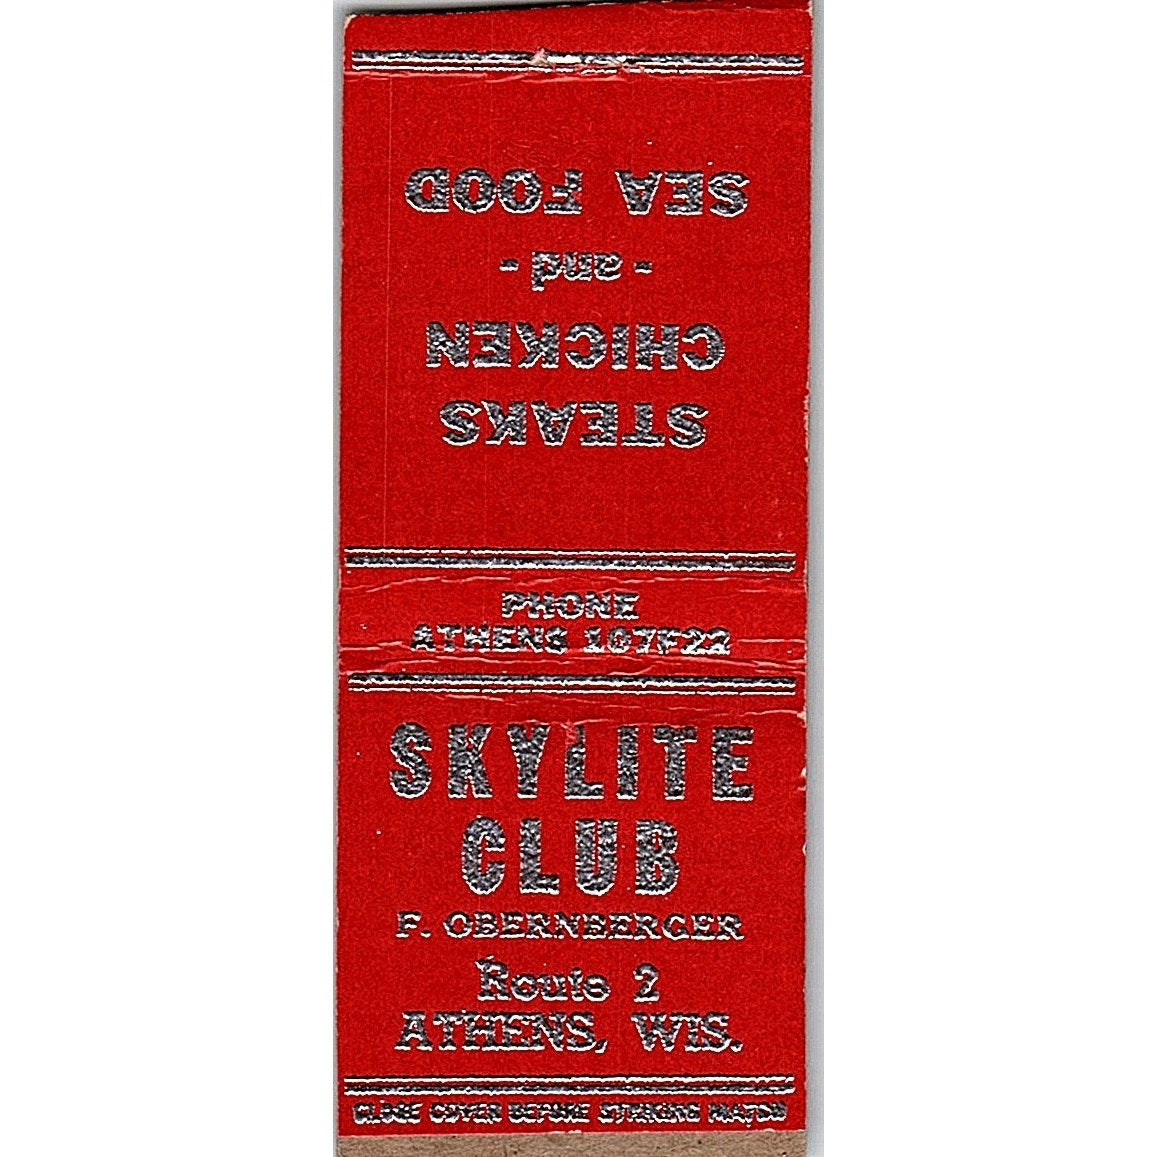 STEAKS
CHICKEN
- and -
SEA FOOD
PHONE
ATHENS 107F22
SKYLITE
CLUB
F. OBERNBERGER
Route 2
ATHENS, WIS.
CLOSE COVER BEFORE STRIKING MATCH